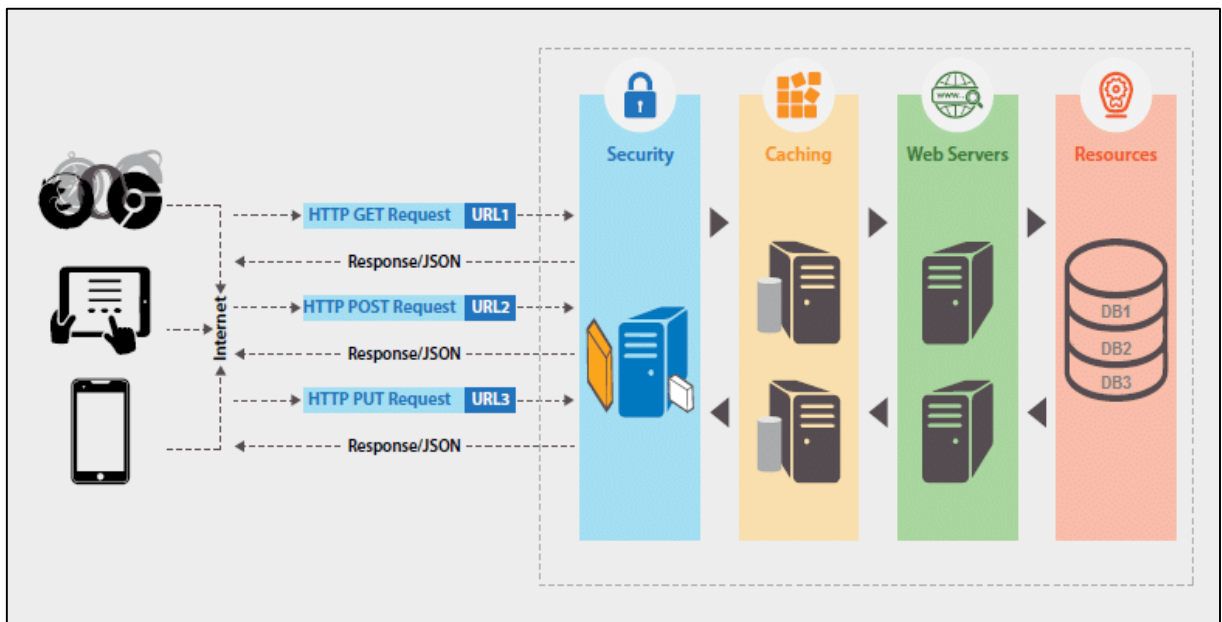 Security
Caching
www...
Web Servers
Resources
Internet
HTTP GET Request URL1
Response/JSON
HTTP POST Request URL2
Response/JSON
HTTP PUT Request URL3
Response/JSON
DB1
DB2
DB3